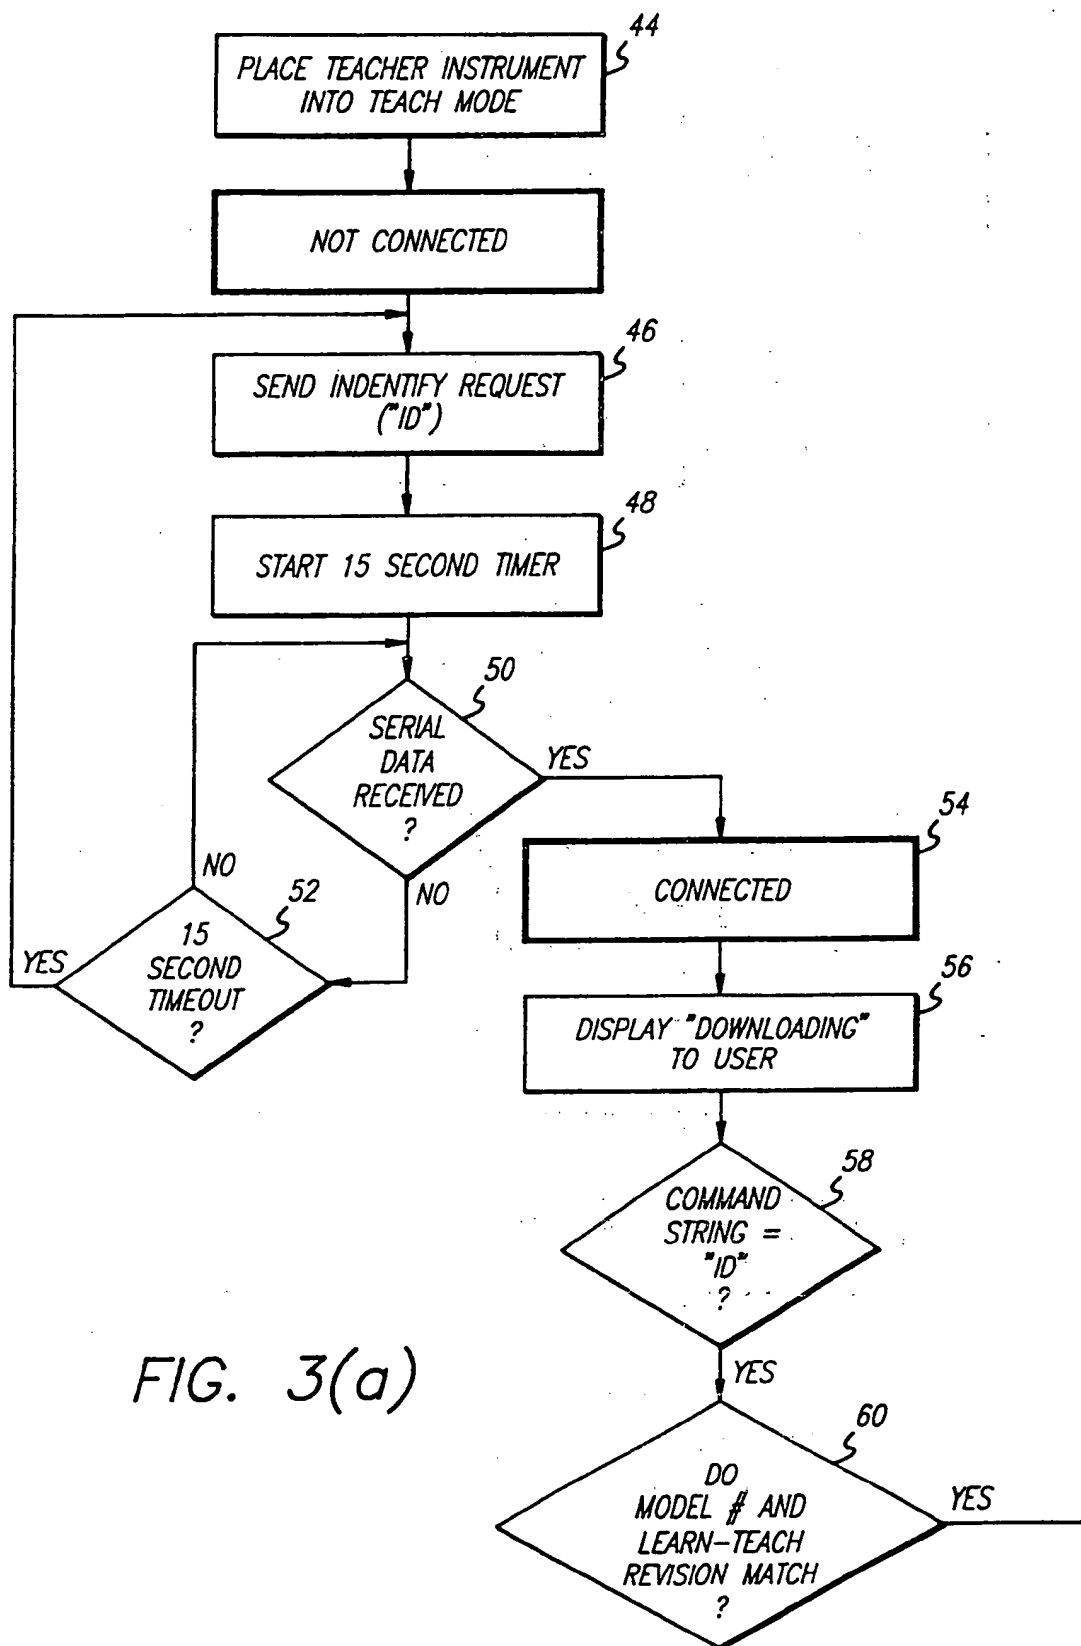 44
PLACE TEACHER INSTRUMENT
INTO TEACH MODE
NOT CONNECTED
46
SEND INDENTIFY REQUEST
("ID")
48
START 15 SECOND TIMER
50
SERIAL
DATA
RECEIVED
?
YES
NO
NO
52
15
SECOND
TIMEOUT
?
YES
54
CONNECTED
56
DISPLAY "DOWNLOADING"
TO USER
58
COMMAND
STRING =
"ID"
?
YES
60
DO
MODEL # AND
LEARN-TEACH
REVISION MATCH
?
YES
FIG. 3(a)